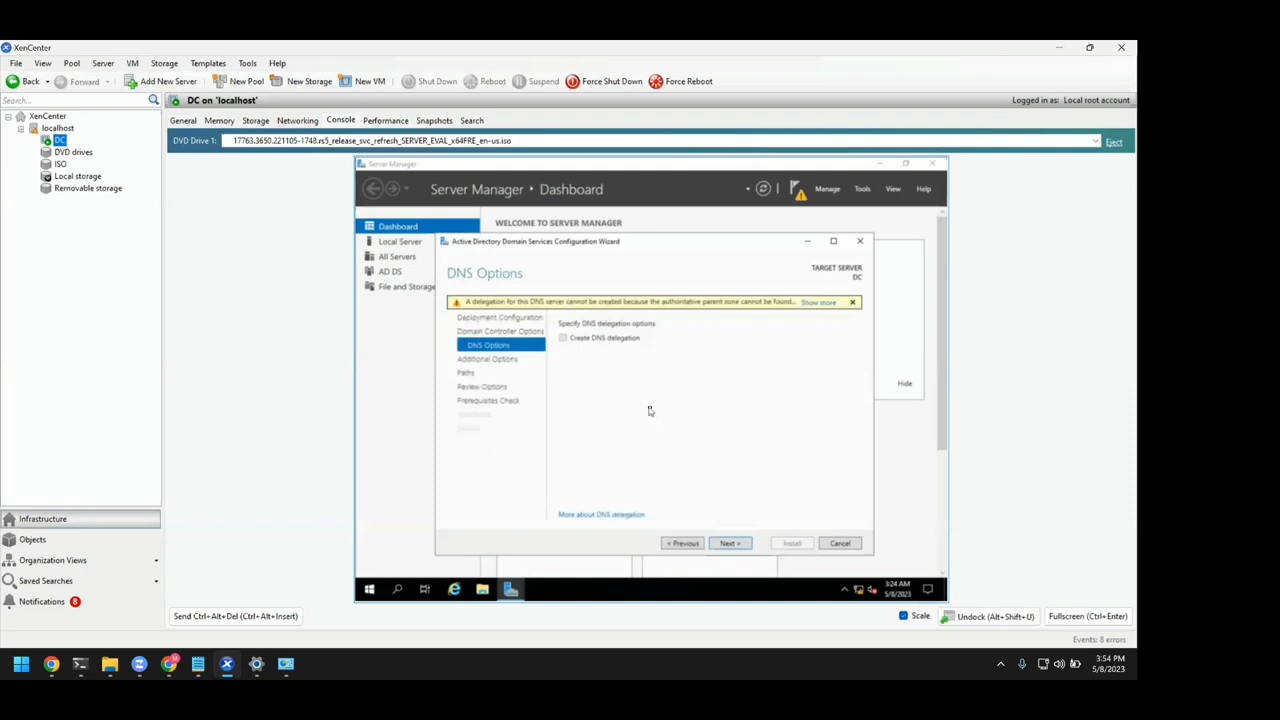 XenCenter
File View Pool Server VM Storage Templates Tools Help
Back Forward Add New Server New Pool New Storage New VM Shut Down Reboot Suspend Force Shut Down Force Reboot
Search...
DC on 'localhost'
Logged in as: Local root account
XenCenter
localhost
DC
DVD drives
ISO
Local storage
Removable storage
General Memory Storage Networking Console Performance Snapshots Search
DVD Drive 1: 17763.3650.221105-1748.rs5_release_svc_refresh_SERVER_EVAL_x64FRE_en-us.iso Eject
Server Manager
Server Manager • Dashboard
Manage Tools View Help
Dashboard
Local Server
All Servers
AD DS
File and Storage
WELCOME TO SERVER MANAGER
Active Directory Domain Services Configuration Wizard
DNS Options
TARGET SERVER
DC
A delegation for this DNS server cannot be created because the authoritative parent zone cannot be found... Show more
Deployment Configuration
Domain Controller Options
DNS Options
Additional Options
Paths
Review Options
Prerequisites Check
Specify DNS delegation options
Create DNS delegation
Hide
More about DNS delegation
< Previous Next > Install Cancel
3:24 AM
5/8/2023
Infrastructure
Objects
Organization Views
Saved Searches
Notifications 8
Send Ctrl+Alt+Del (Ctrl+Alt+Insert)
Scale Undock (Alt+Shift+U) Fullscreen (Ctrl+Enter)
Events: 8 errors
3:54 PM
5/8/2023